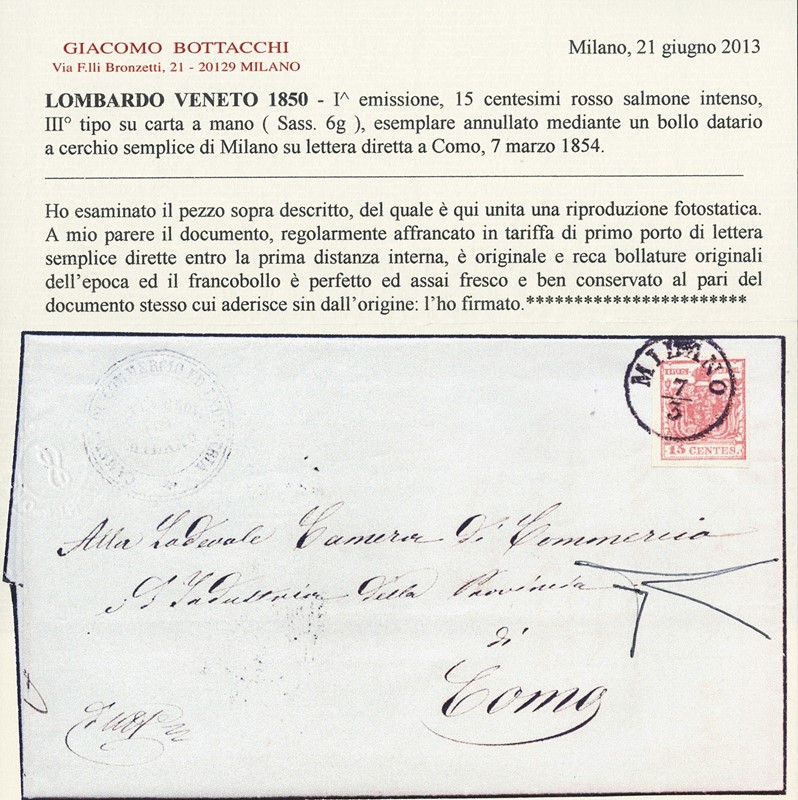 GIACOMO BOTTACCHI
Via F.lli Bronzetti, 21 - 20129 MILANO
Milano, 21 giugno 2013
LOMBARDO VENETO 1850 - I^ emissione, 15 centesimi rosso salmone intenso,
III° tipo su carta a mano ( Sass. 6g ), esemplare annullato mediante un bollo datario
a cerchio semplice di Milano su lettera diretta a Como, 7 marzo 1854.
Ho esaminato il pezzo sopra descritto, del quale è qui unita una riproduzione fotostatica.
A mio parere il documento, regolarmente affrancato in tariffa di primo porto di lettera
semplice dirette entro la prima distanza interna, è originale e reca bollature originali
dell'epoca ed il francobollo è perfetto ed assai fresco e ben conservato al pari del
documento stesso cui aderisce sin dall'origine: l'ho firmato.***********************
MILANO
7
3
15 CENTES
Alla Lodevole Camera di Commercio
d'Industria della Provincia
di
Como